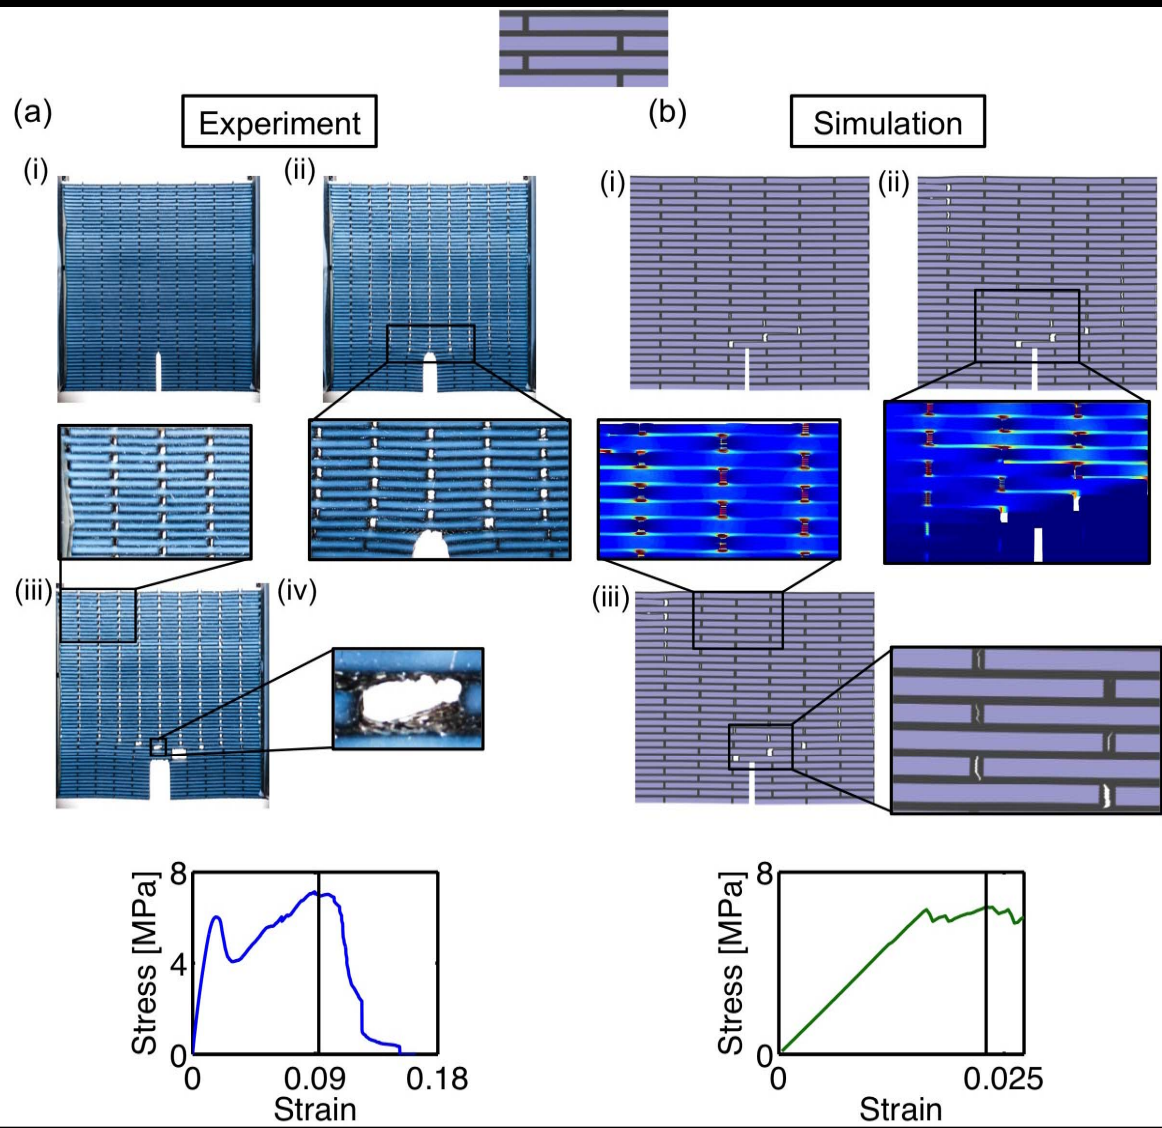 (a)
Experiment
(b)
Simulation
(i)
(ii)
(i)
(ii)
(iii)
(iv)
(iii)
8
4
0
Stress [MPa]
0
0.09
0.18
Strain
8
0
Stress [MPa]
0
0.025
Strain